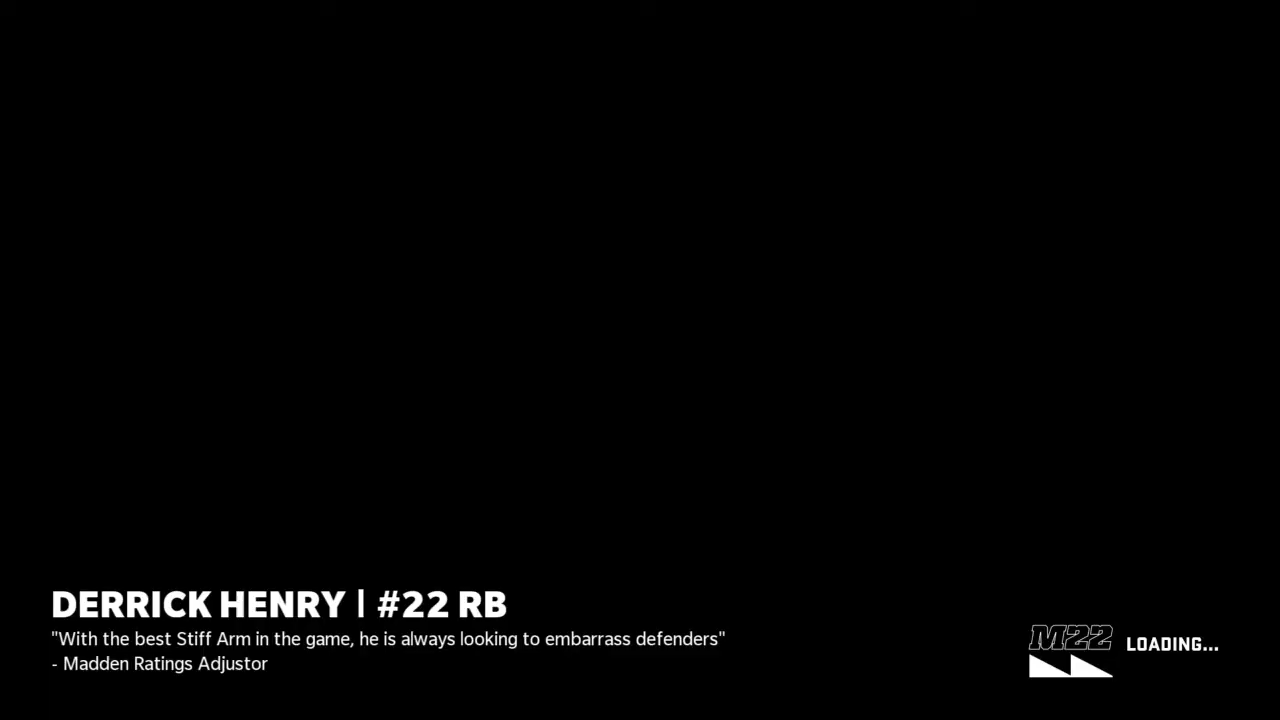 DERRICK HENRY | #22 RB
"With the best Stiff Arm in the game, he is always looking to embarrass defenders"
- Madden Ratings Adjustor
M22
LOADING...